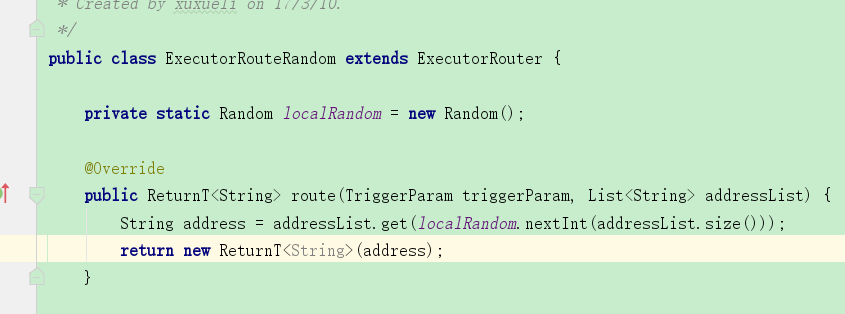 * Created by xuxueli on 17/3/10.
*/
public class ExecutorRouteRandom extends ExecutorRouter {
private static Random localRandom = new Random();
@Override
public ReturnT<String> route(TriggerParam triggerParam, List<String> addressList) {
String address = addressList.get(localRandom.nextInt(addressList.size()));
return new ReturnT<String>(address);
}